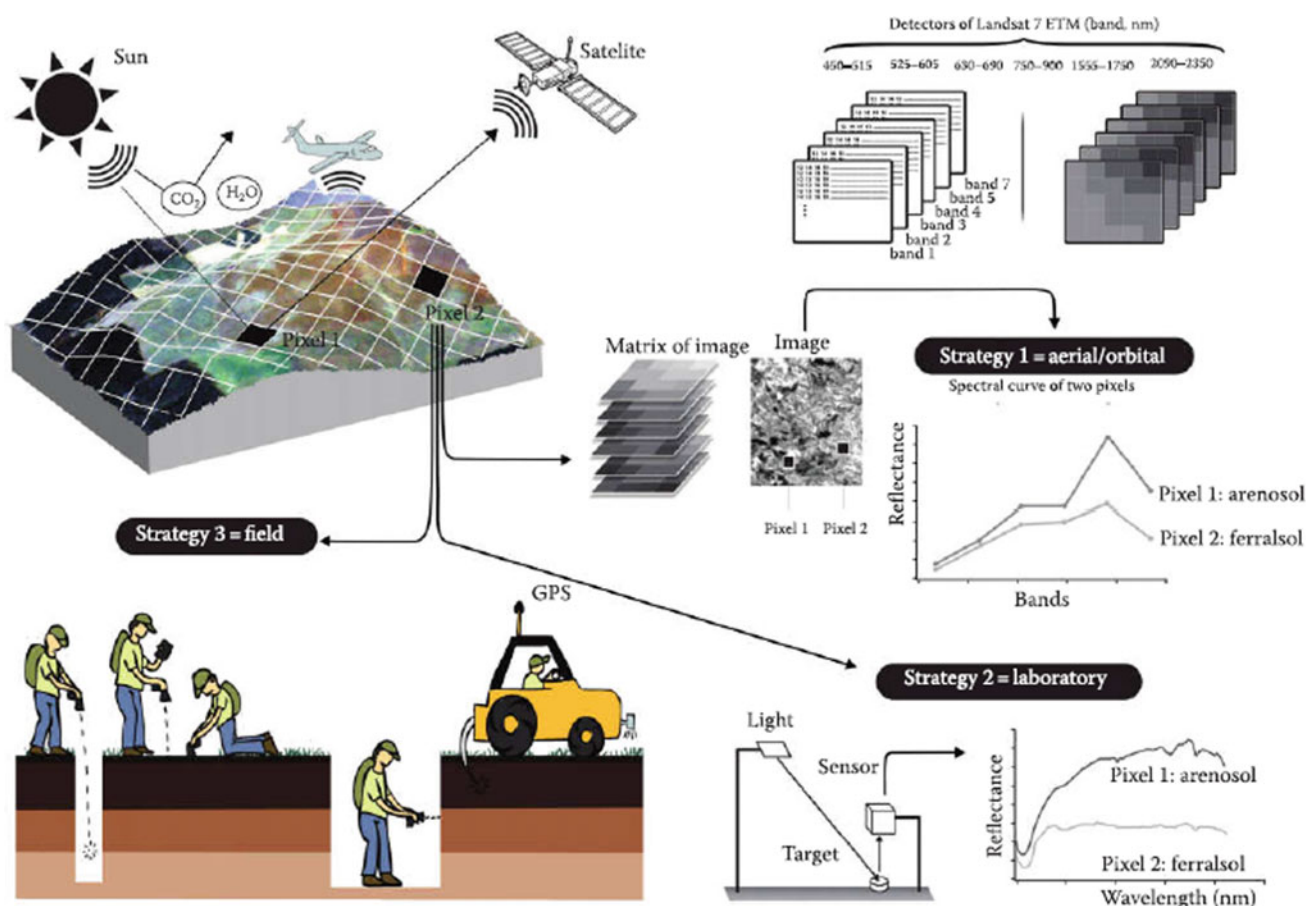 Sun
Satelite
CO2
H2O
Pixel 1
Pixel 2
Detectors of Landsat 7 ETM (band, nm)
450–515 525–605 630–690 750–900 1555–1750 2090–2350
band 7
band 5
band 4
band 3
band 2
band 1
Matrix of image
Image
Pixel 1 Pixel 2
Strategy 1 = aerial/orbital
Spectral curve of two pixels
Reflectance
Pixel 1: arenosol
Pixel 2: ferralsol
Bands
Strategy 3 = field
GPS
Strategy 2 = laboratory
Light
Sensor
Target
Reflectance
Pixel 1: arenosol
Pixel 2: ferralsol
Wavelength (nm)